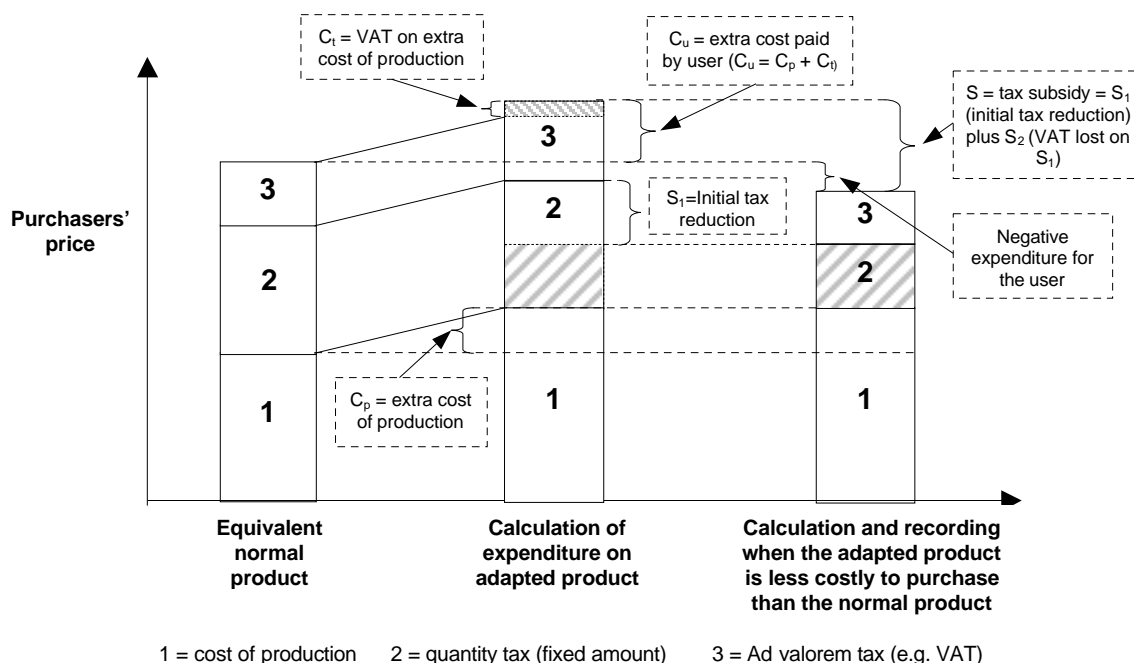 Ct = VAT on extra
cost of production
Cu = extra cost paid
by user (Cu = Cp + Ct)
S = tax subsidy = S1
(initial tax reduction)
plus S2 (VAT lost on
S1)
3
3
S1=Initial tax
reduction
2
3
Purchasers'
price
2
2
Negative
expenditure for
the user
1
Cp = extra cost
of production
1
1
Equivalent
normal
product
Calculation of
expenditure on
adapted product
Calculation and recording
when the adapted product
is less costly to purchase
than the normal product
1 = cost of production 2 = quantity tax (fixed amount) 3 = Ad valorem tax (e.g. VAT)